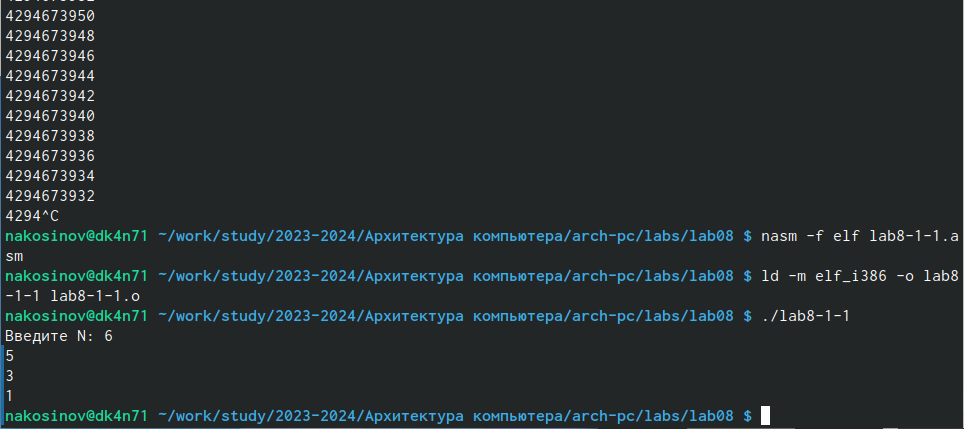 4294673950
4294673948
4294673946
4294673944
4294673942
4294673940
4294673938
4294673936
4294673934
4294673932
4294^C
nakosinov@dk4n71 ~/work/study/2023-2024/Архитектура компьютера/arch-pc/labs/lab08 $ nasm -f elf lab8-1-1.a
sm
nakosinov@dk4n71 ~/work/study/2023-2024/Архитектура компьютера/arch-pc/labs/lab08 $ ld -m elf_i386 -o lab8
-1-1 lab8-1-1.o
nakosinov@dk4n71 ~/work/study/2023-2024/Архитектура компьютера/arch-pc/labs/lab08 $ ./lab8-1-1
Введите N: 6
5
3
1
nakosinov@dk4n71 ~/work/study/2023-2024/Архитектура компьютера/arch-pc/labs/lab08 $